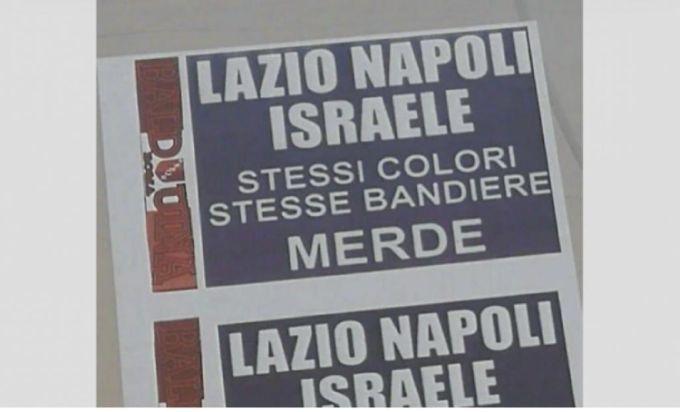 LAZIO NAPOLI
ISRAELE
STESSI COLORI
STESSE BANDIERE
MERDE
LAZIO NAPOLI
ISRAELE